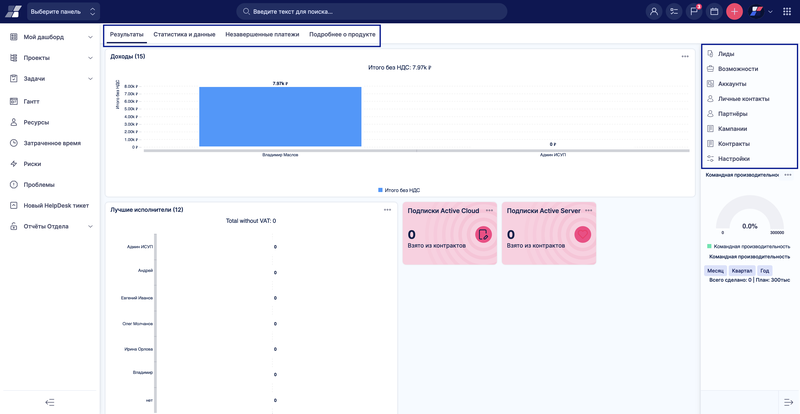 Выберите панель
Введите текст для поиска...
3
Мой дашборд
Проекты
Задачи
Гантт
Ресурсы
Затраченное время
Риски
Проблемы
Новый HelpDesk тикет
Отчёты Отдела
Результаты
Статистика и данные
Незавершенные платежи
Подробнее о продукте
Доходы (15)
Итого без НДС: 7.97k ₽
Итого без НДС
8.00k ₽
7.00k ₽
6.00k ₽
5.00k ₽
4.00k ₽
3.00k ₽
2.00k ₽
1.00k ₽
0 ₽
7.97k ₽
0 ₽
Владимир Маслов
Админ ИСУП
Итого без НДС
Лучшие исполнители (12)
Total without VAT: 0
Админ ИСУП
0
Андрей
0
Евгений Иванов
0
Олег Молчанов
0
Ирина Орлова
0
Владимир
0
нет
0
Подписки Active Cloud
0
Взято из контрактов
Подписки Active Server
0
Взято из контрактов
Лиды
Возможности
Аккаунты
Личные контакты
Партнёры
Кампании
Контракты
Настройки
Командная производительнос
0.0%
0
300000
Командная производительность
Командная производительность
Месяц
Квартал
Год
Всего сделано: 0 | План: 300тыс